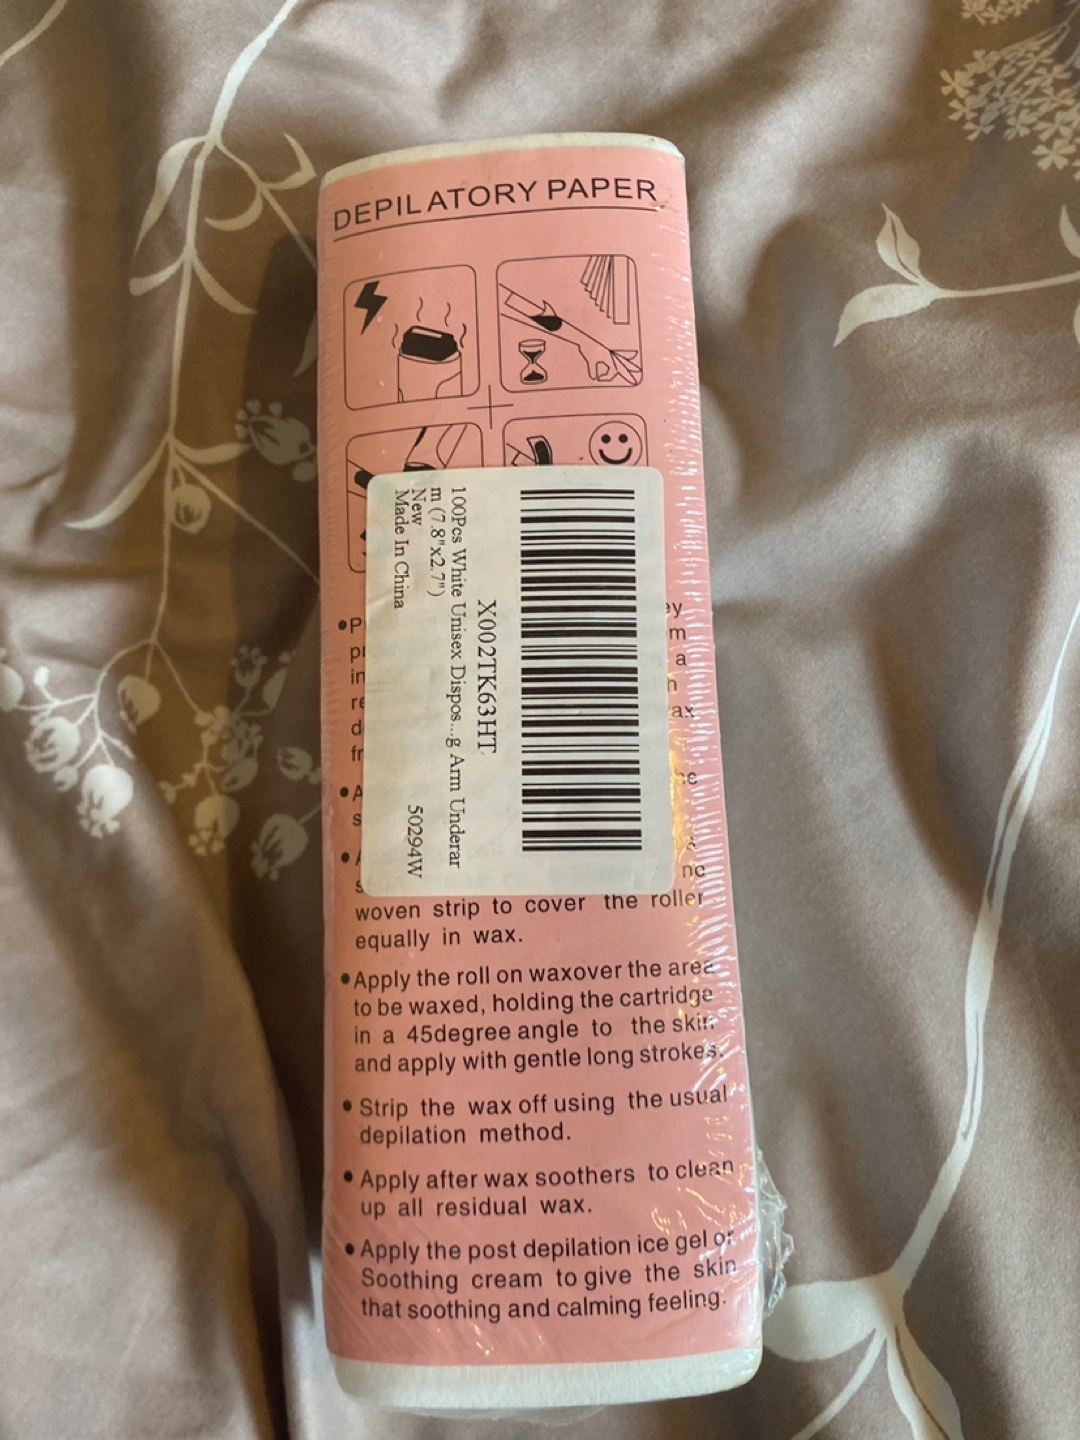 DEPILATORY PAPER
X002TK63HT
100Pcs White Unisex Dispos...g Arm Underar
m (7.8"x2.7")
New
Made In China 50294W
woven strip to cover the roller
equally in wax.
•Apply the roll on waxover the area
to be waxed, holding the cartridge
in a 45degree angle to the skin
and apply with gentle long strokes.
• Strip the wax off using the usual
depilation method.
• Apply after wax soothers to clean
up all residual wax.
• Apply the post depilation ice gel or
Soothing cream to give the skin
that soothing and calming feeling.